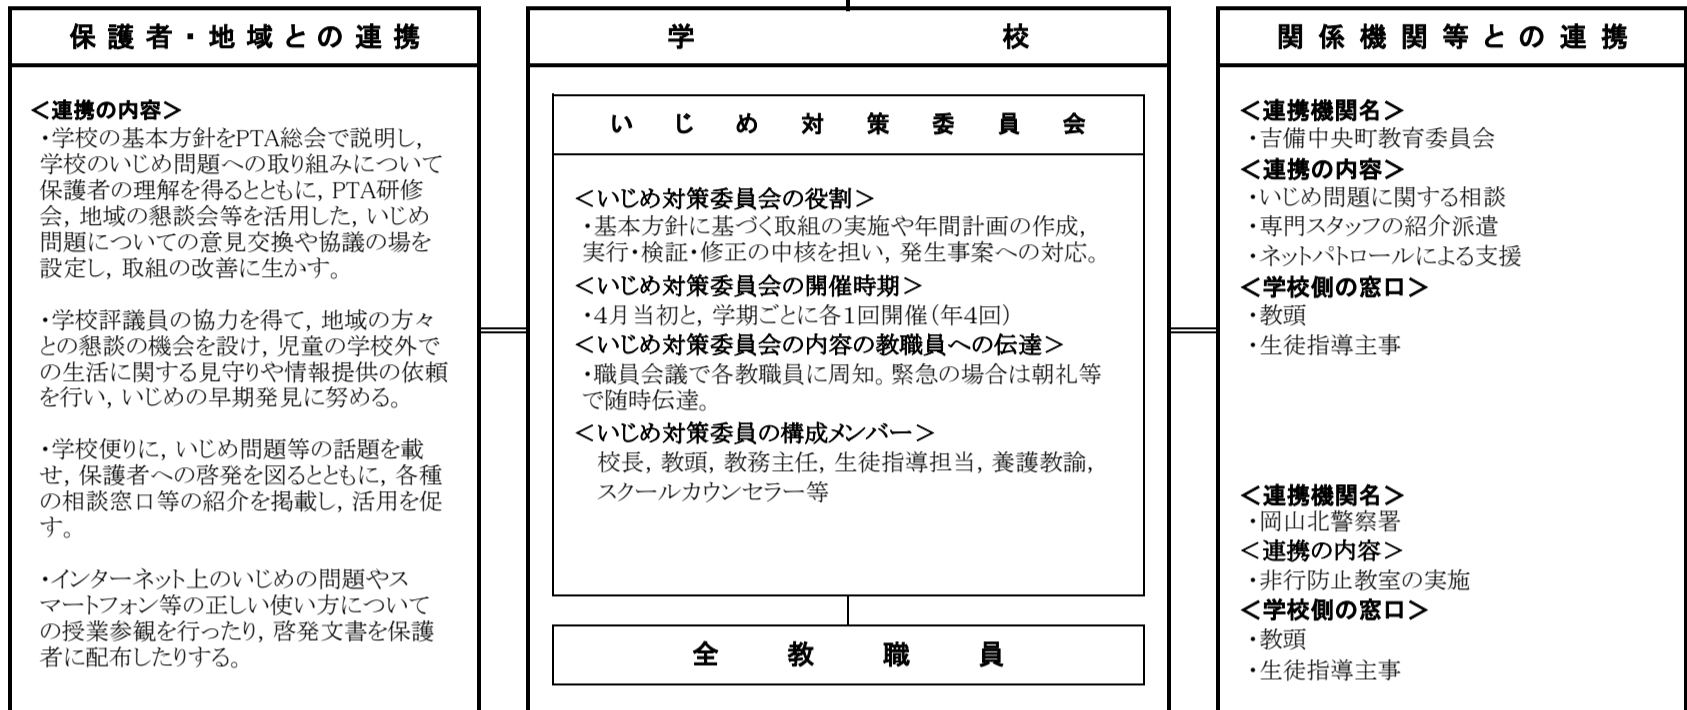 保護者・地域との連携
＜連携の内容＞
・学校の基本方針をPTA総会で説明し,
学校のいじめ問題への取り組みについて
保護者の理解を得るとともに, PTA研修
会, 地域の懇談会等を活用した, いじめ
問題についての意見交換や協議の場を
設定し, 取組の改善に生かす。
・学校評議員の協力を得て, 地域の方々
との懇談の機会を設け, 児童の学校外で
の生活に関する見守りや情報提供の依頼
を行い, いじめの早期発見に努める。
・学校便りに, いじめ問題等の話題を載
せ, 保護者への啓発を図るとともに, 各種
の相談窓口等の紹介を掲載し, 活用を促
す。
・インターネット上のいじめの問題やス
マートフォン等の正しい使い方について
の授業参観を行ったり, 啓発文書を保護
者に配布したりする。
学校
いじめ対策委員会
＜いじめ対策委員会の役割＞
・基本方針に基づく取組の実施や年間計画の作成,
実行・検証・修正の中核を担い, 発生事案への対応。
＜いじめ対策委員会の開催時期＞
・4月当初と, 学期ごとに各1回開催(年4回)
＜いじめ対策委員会の内容の教職員への伝達＞
・職員会議で各教職員に周知。緊急の場合は朝礼等
で随時伝達。
＜いじめ対策委員の構成メンバー＞
校長, 教頭, 教務主任, 生徒指導担当, 養護教諭,
スクールカウンセラー等
全教職員
関係機関等との連携
＜連携機関名＞
・吉備中央町教育委員会
＜連携の内容＞
・いじめ問題に関する相談
・専門スタッフの紹介派遣
・ネットパトロールによる支援
＜学校側の窓口＞
・教頭
・生徒指導主事
＜連携機関名＞
・岡山北警察署
＜連携の内容＞
・非行防止教室の実施
＜学校側の窓口＞
・教頭
・生徒指導主事